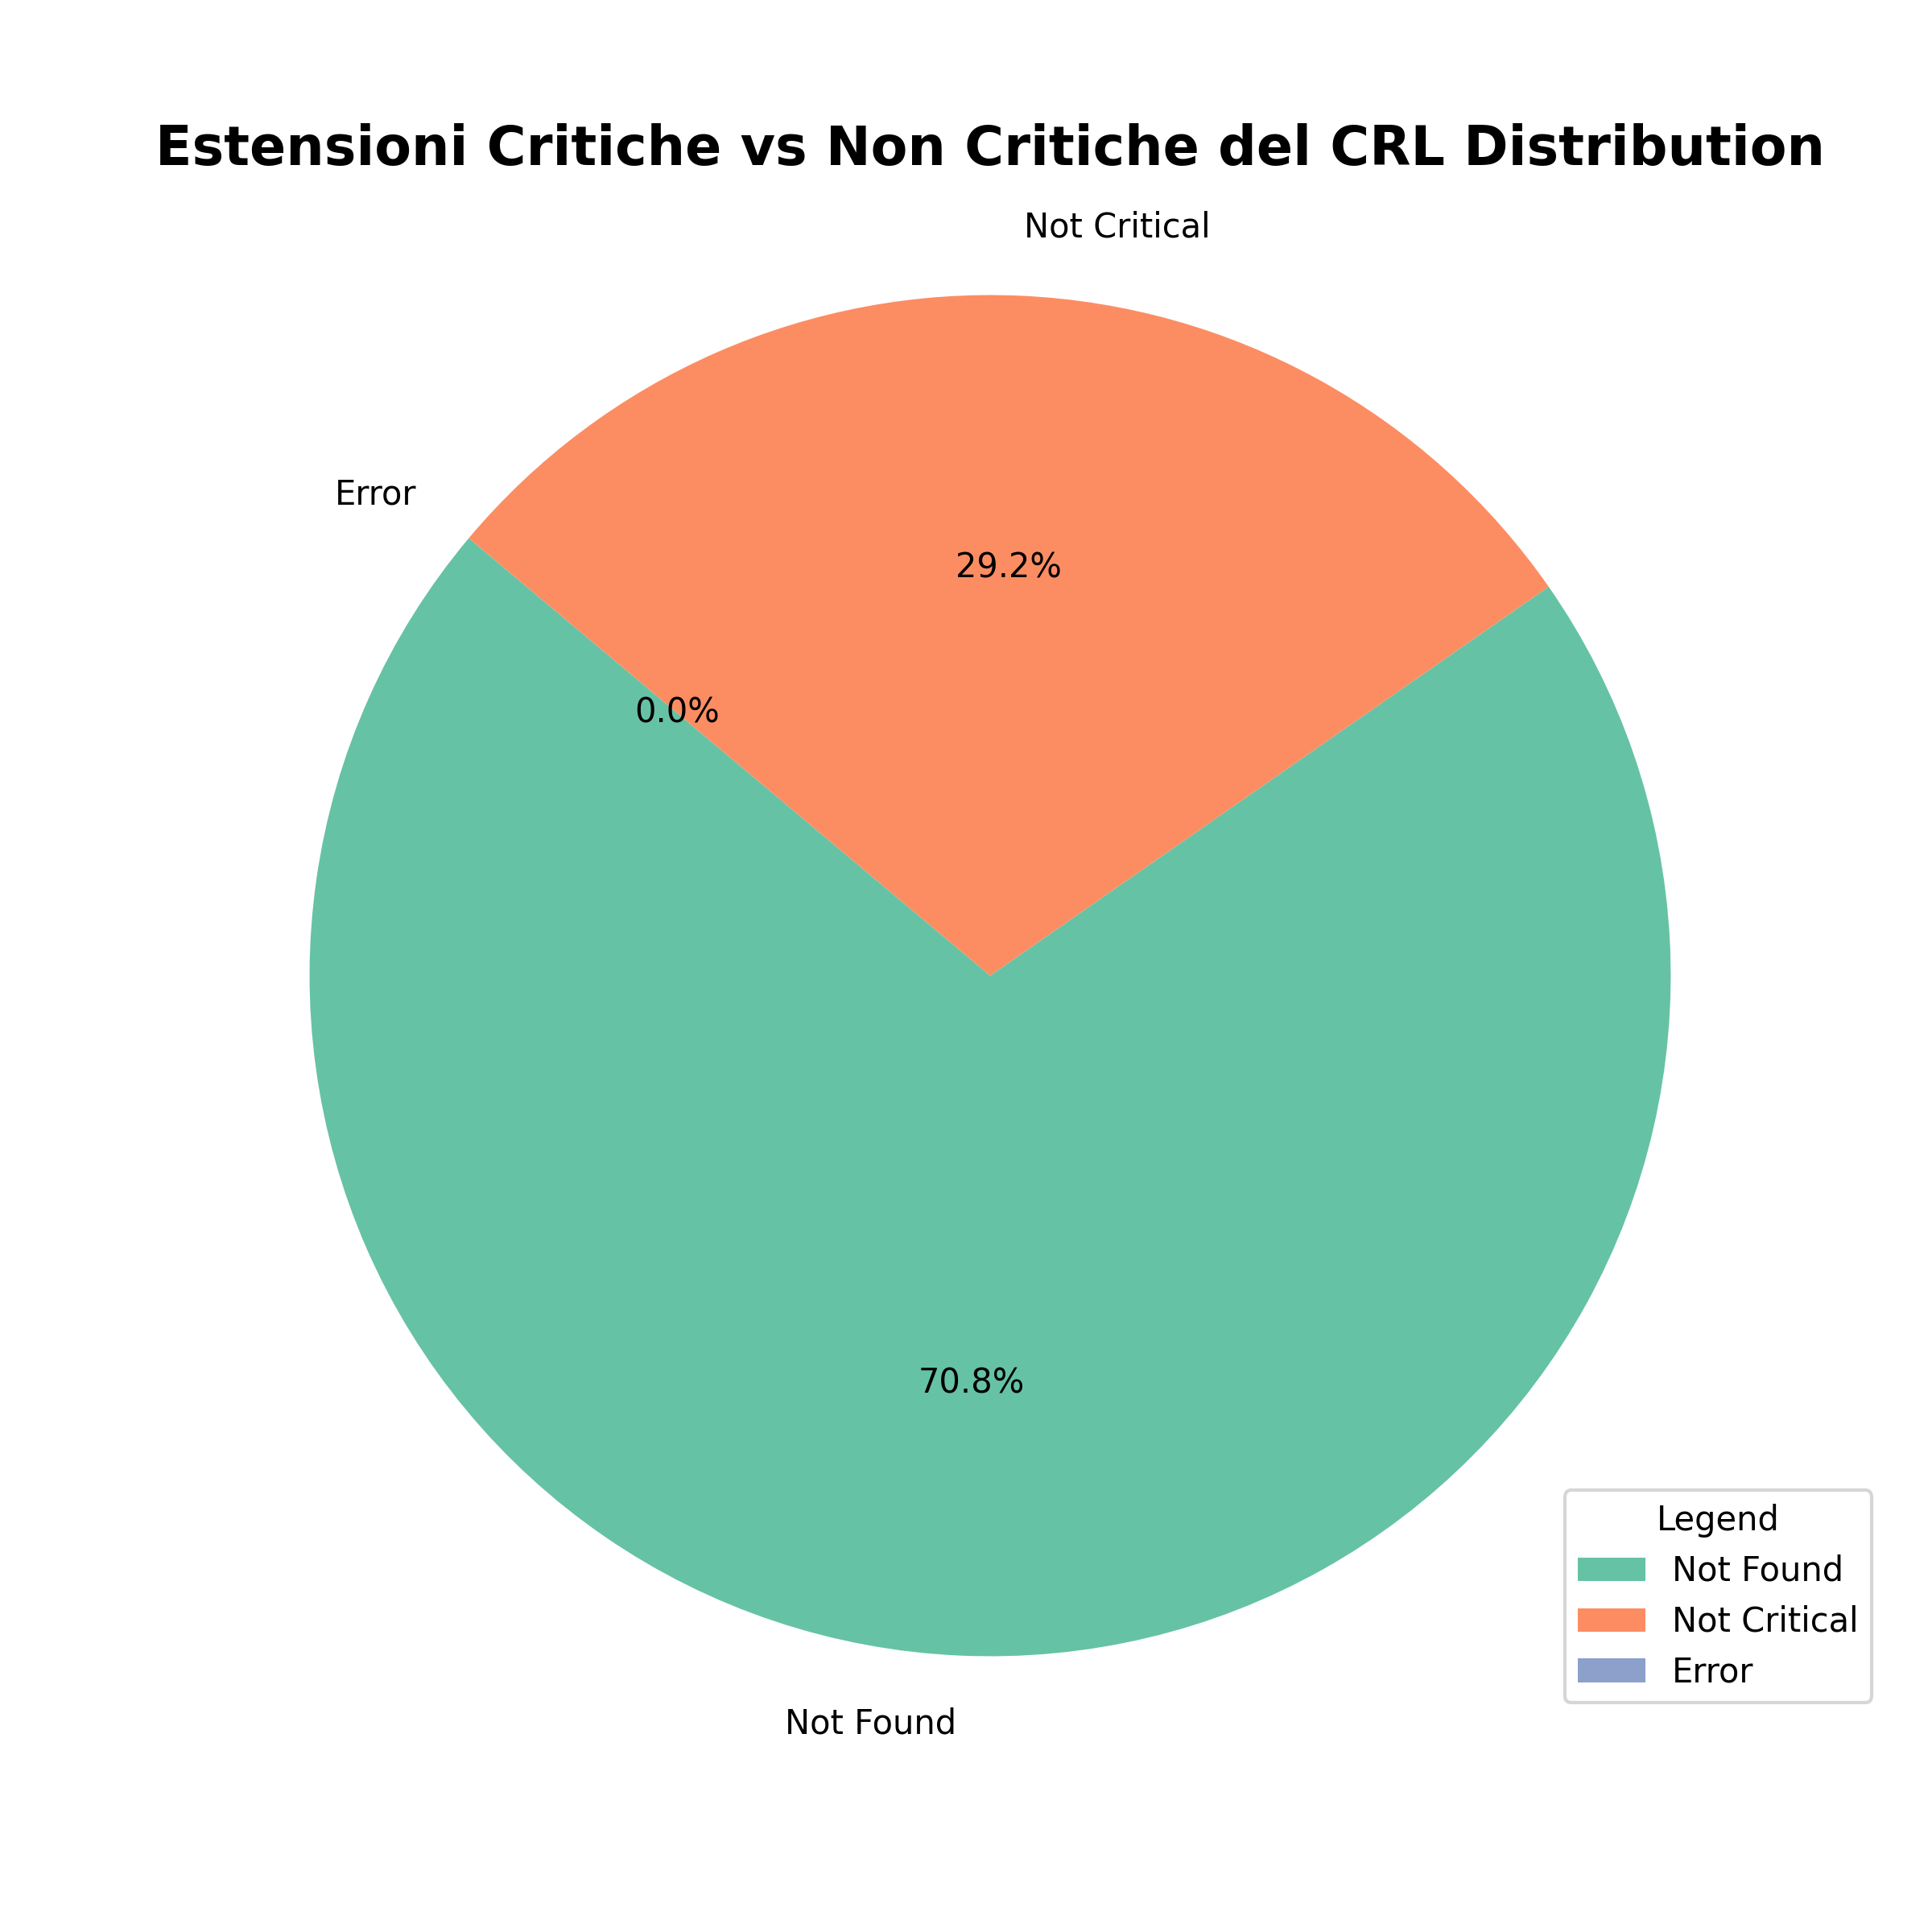 Estensioni Critiche vs Non Critiche del CRL Distribution
Not Critical
Error
29.2%
0.0%
70.8%
Legend
Not Found
Not Critical
Error
Not Found